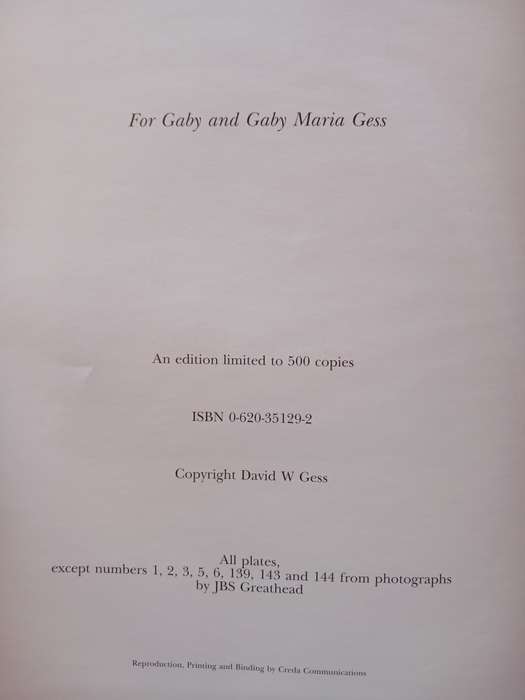 For Gaby and Gaby Maria Gess
An edition limited to 500 copies
ISBN 0-620-35129-2
Copyright David W Gess
All plates,
except numbers 1, 2, 3, 5, 6, 139, 143 and 144 from photographs
by JBS Greathead
Reproduction, Printing and Binding by Creda Communications